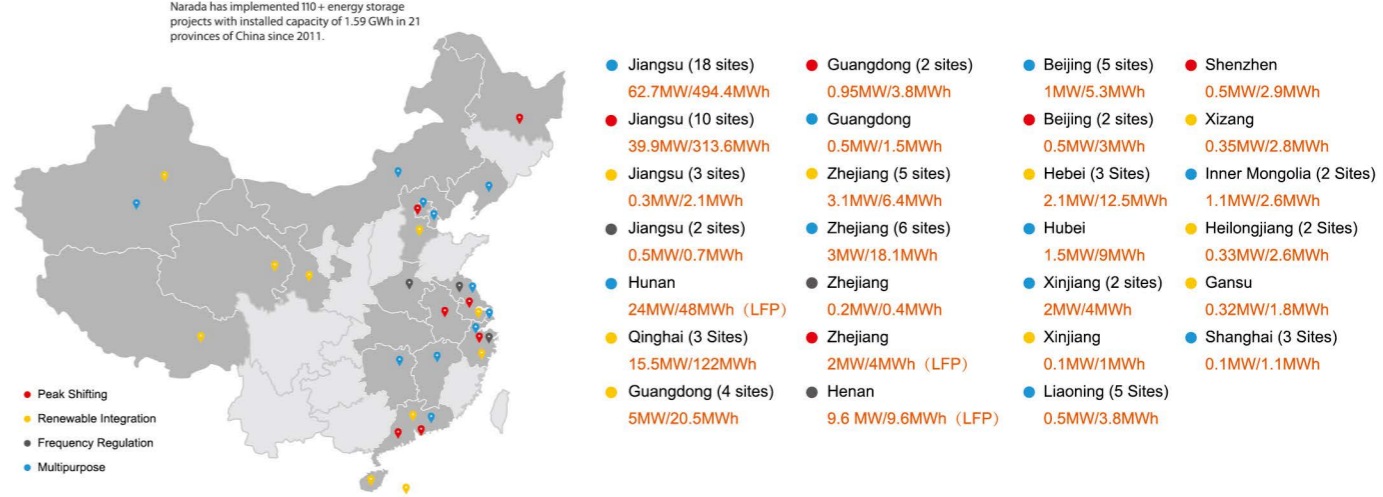 Narada has implemented 110+ energy storage
projects with installed capacity of 1.59 GWh in 21
provinces of China since 2011.
Peak Shifting
Renewable Integration
Frequency Regulation
Multipurpose
Jiangsu (18 sites)
62.7MW/494.4MWh
Jiangsu (10 sites)
39.9MW/313.6MWh
Jiangsu (3 sites)
0.3MW/2.1MWh
Jiangsu (2 sites)
0.5MW/0.7MWh
Hunan
24MW/48MWh（LFP）
Qinghai (3 Sites)
15.5MW/122MWh
Guangdong (4 sites)
5MW/20.5MWh
Guangdong (2 sites)
0.95MW/3.8MWh
Guangdong
0.5MW/1.5MWh
Zhejiang (5 sites)
3.1MW/6.4MWh
Zhejiang (6 sites)
3MW/18.1MWh
Zhejiang
0.2MW/0.4MWh
Zhejiang
2MW/4MWh（LFP）
Henan
9.6 MW/9.6MWh（LFP）
Beijing (5 sites)
1MW/5.3MWh
Beijing (2 sites)
0.5MW/3MWh
Hebei (3 Sites)
2.1MW/12.5MWh
Hubei
1.5MW/9MWh
Xinjiang (2 sites)
2MW/4MWh
Xinjiang
0.1MW/1MWh
Liaoning (5 Sites)
0.5MW/3.8MWh
Shenzhen
0.5MW/2.9MWh
Xizang
0.35MW/2.8MWh
Inner Mongolia (2 Sites)
1.1MW/2.6MWh
Heilongjiang (2 Sites)
0.33MW/2.6MWh
Gansu
0.32MW/1.8MWh
Shanghai (3 Sites)
0.1MW/1.1MWh